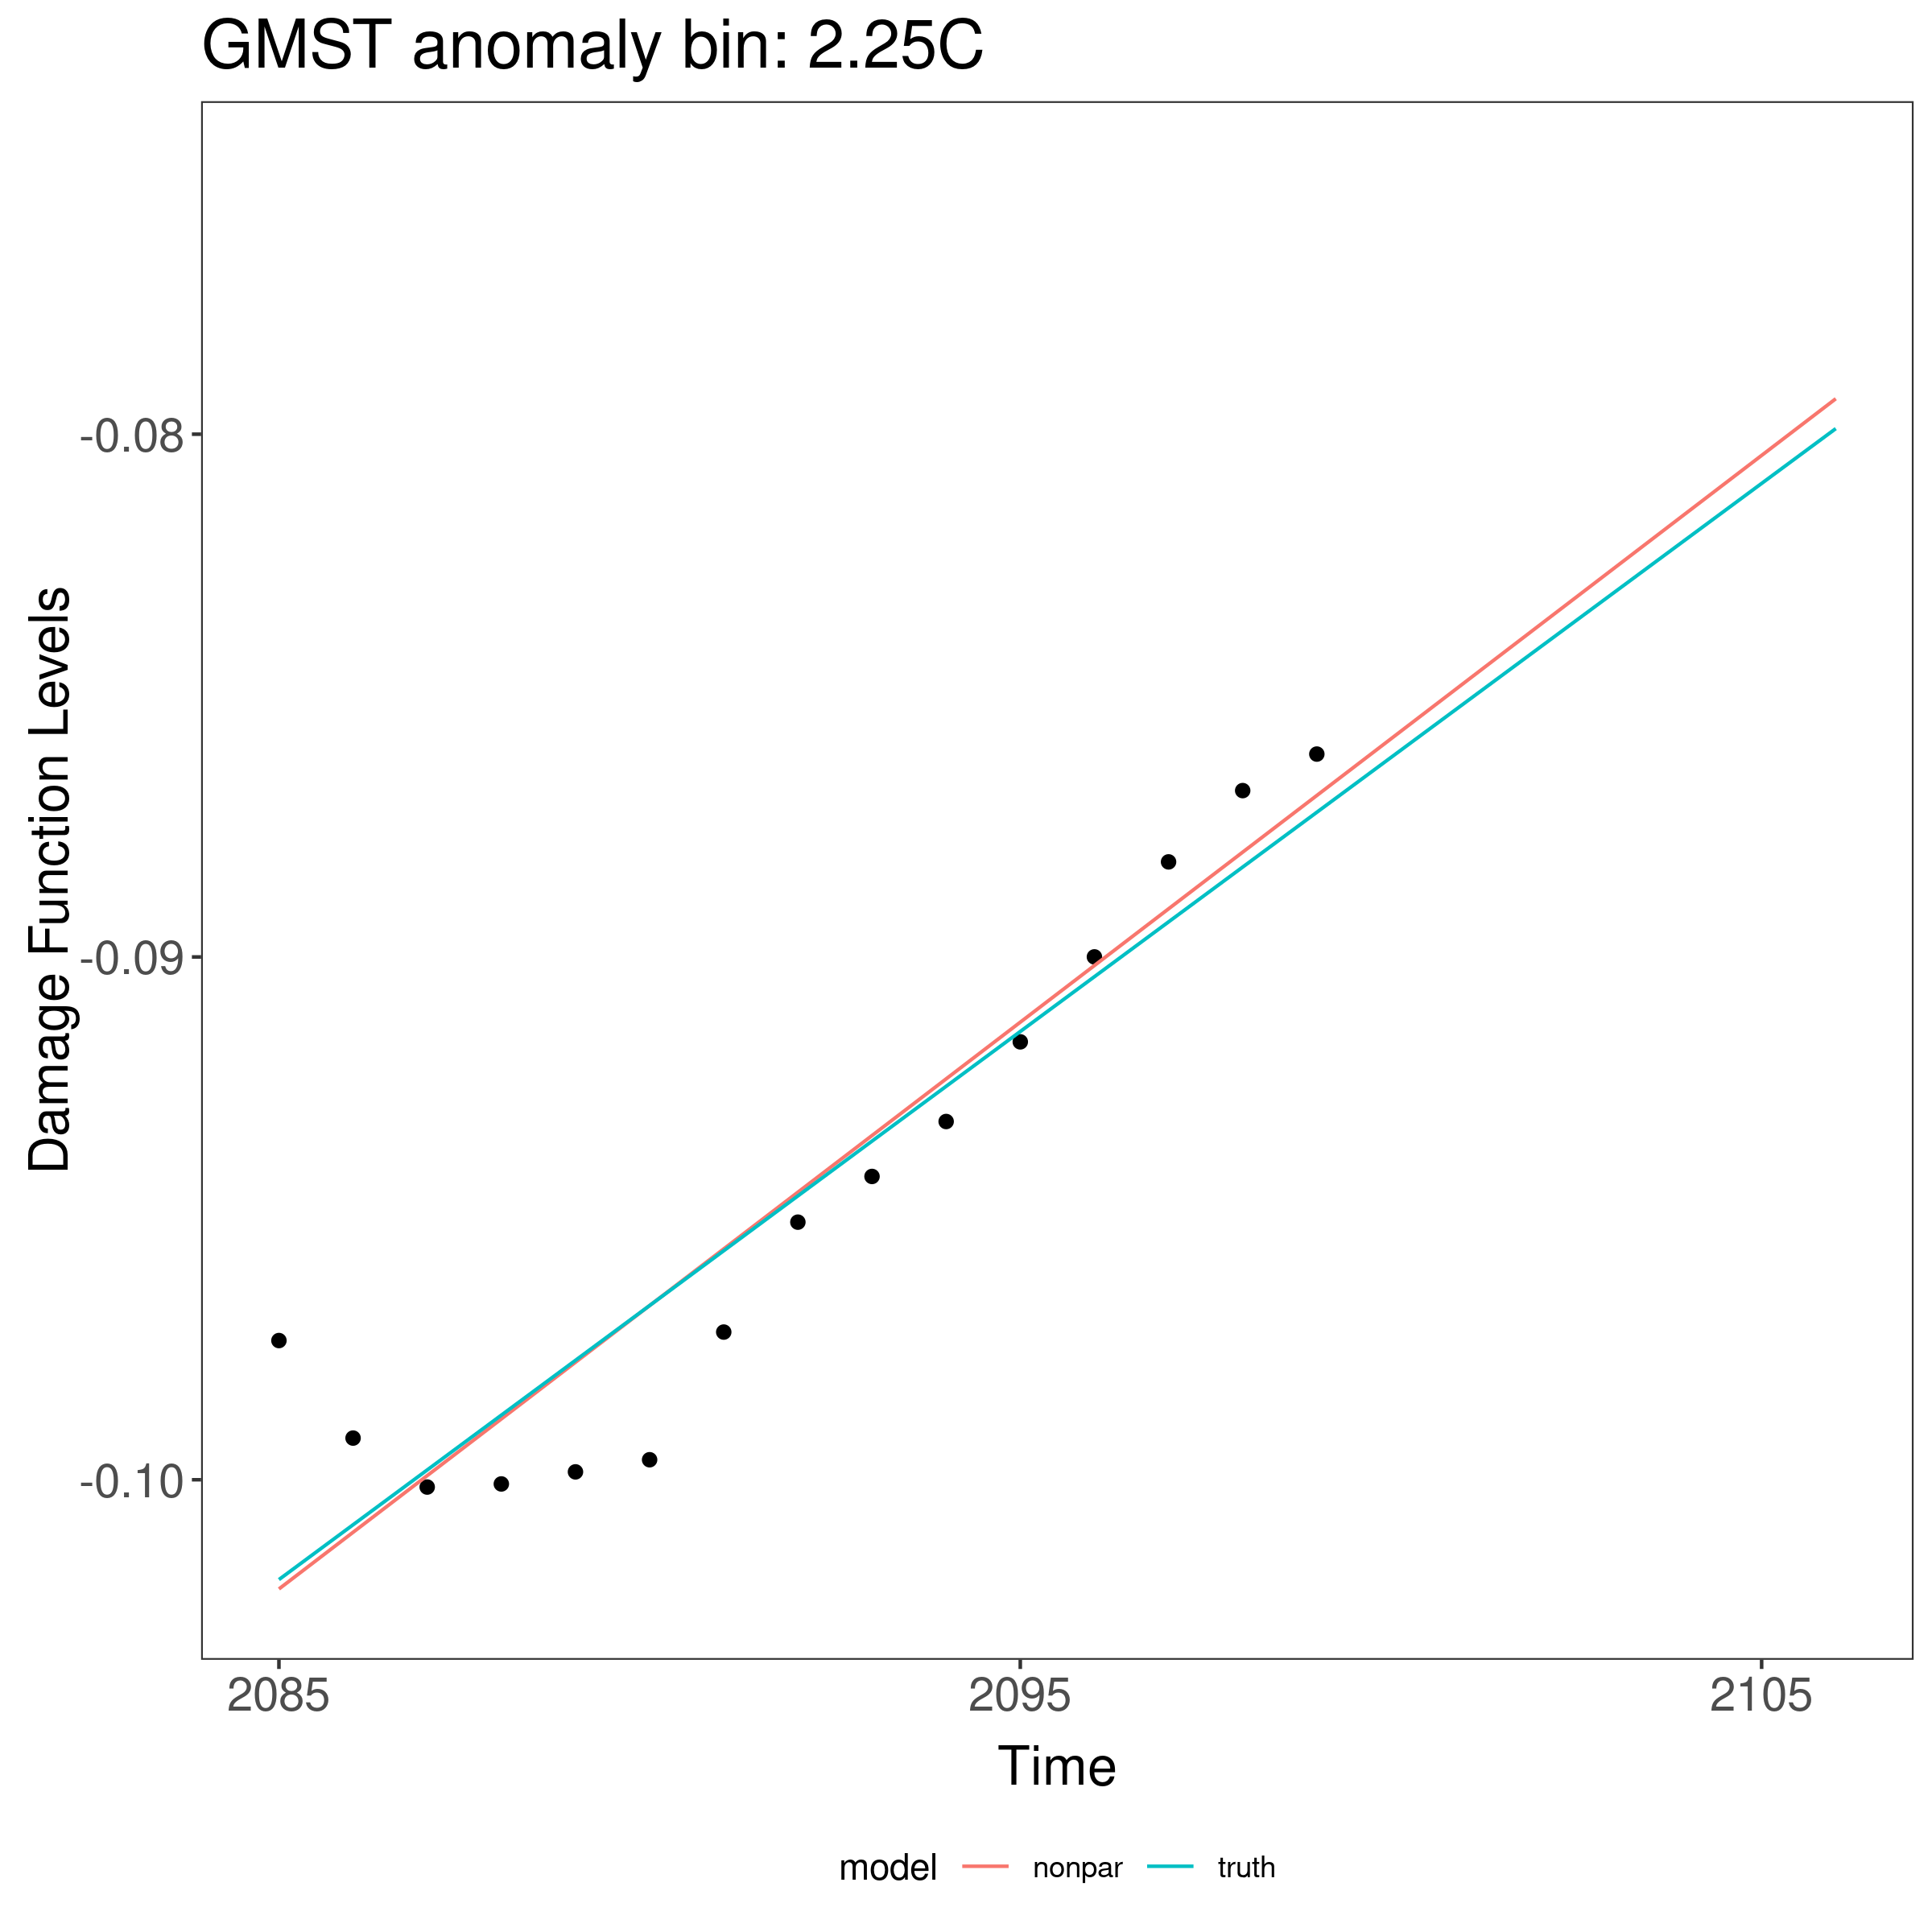 GMST anomaly bin: 2.25C
Damage Function Levels
-0.08
-0.09
-0.10
2085 2095 2105
Time
model nonpar truth